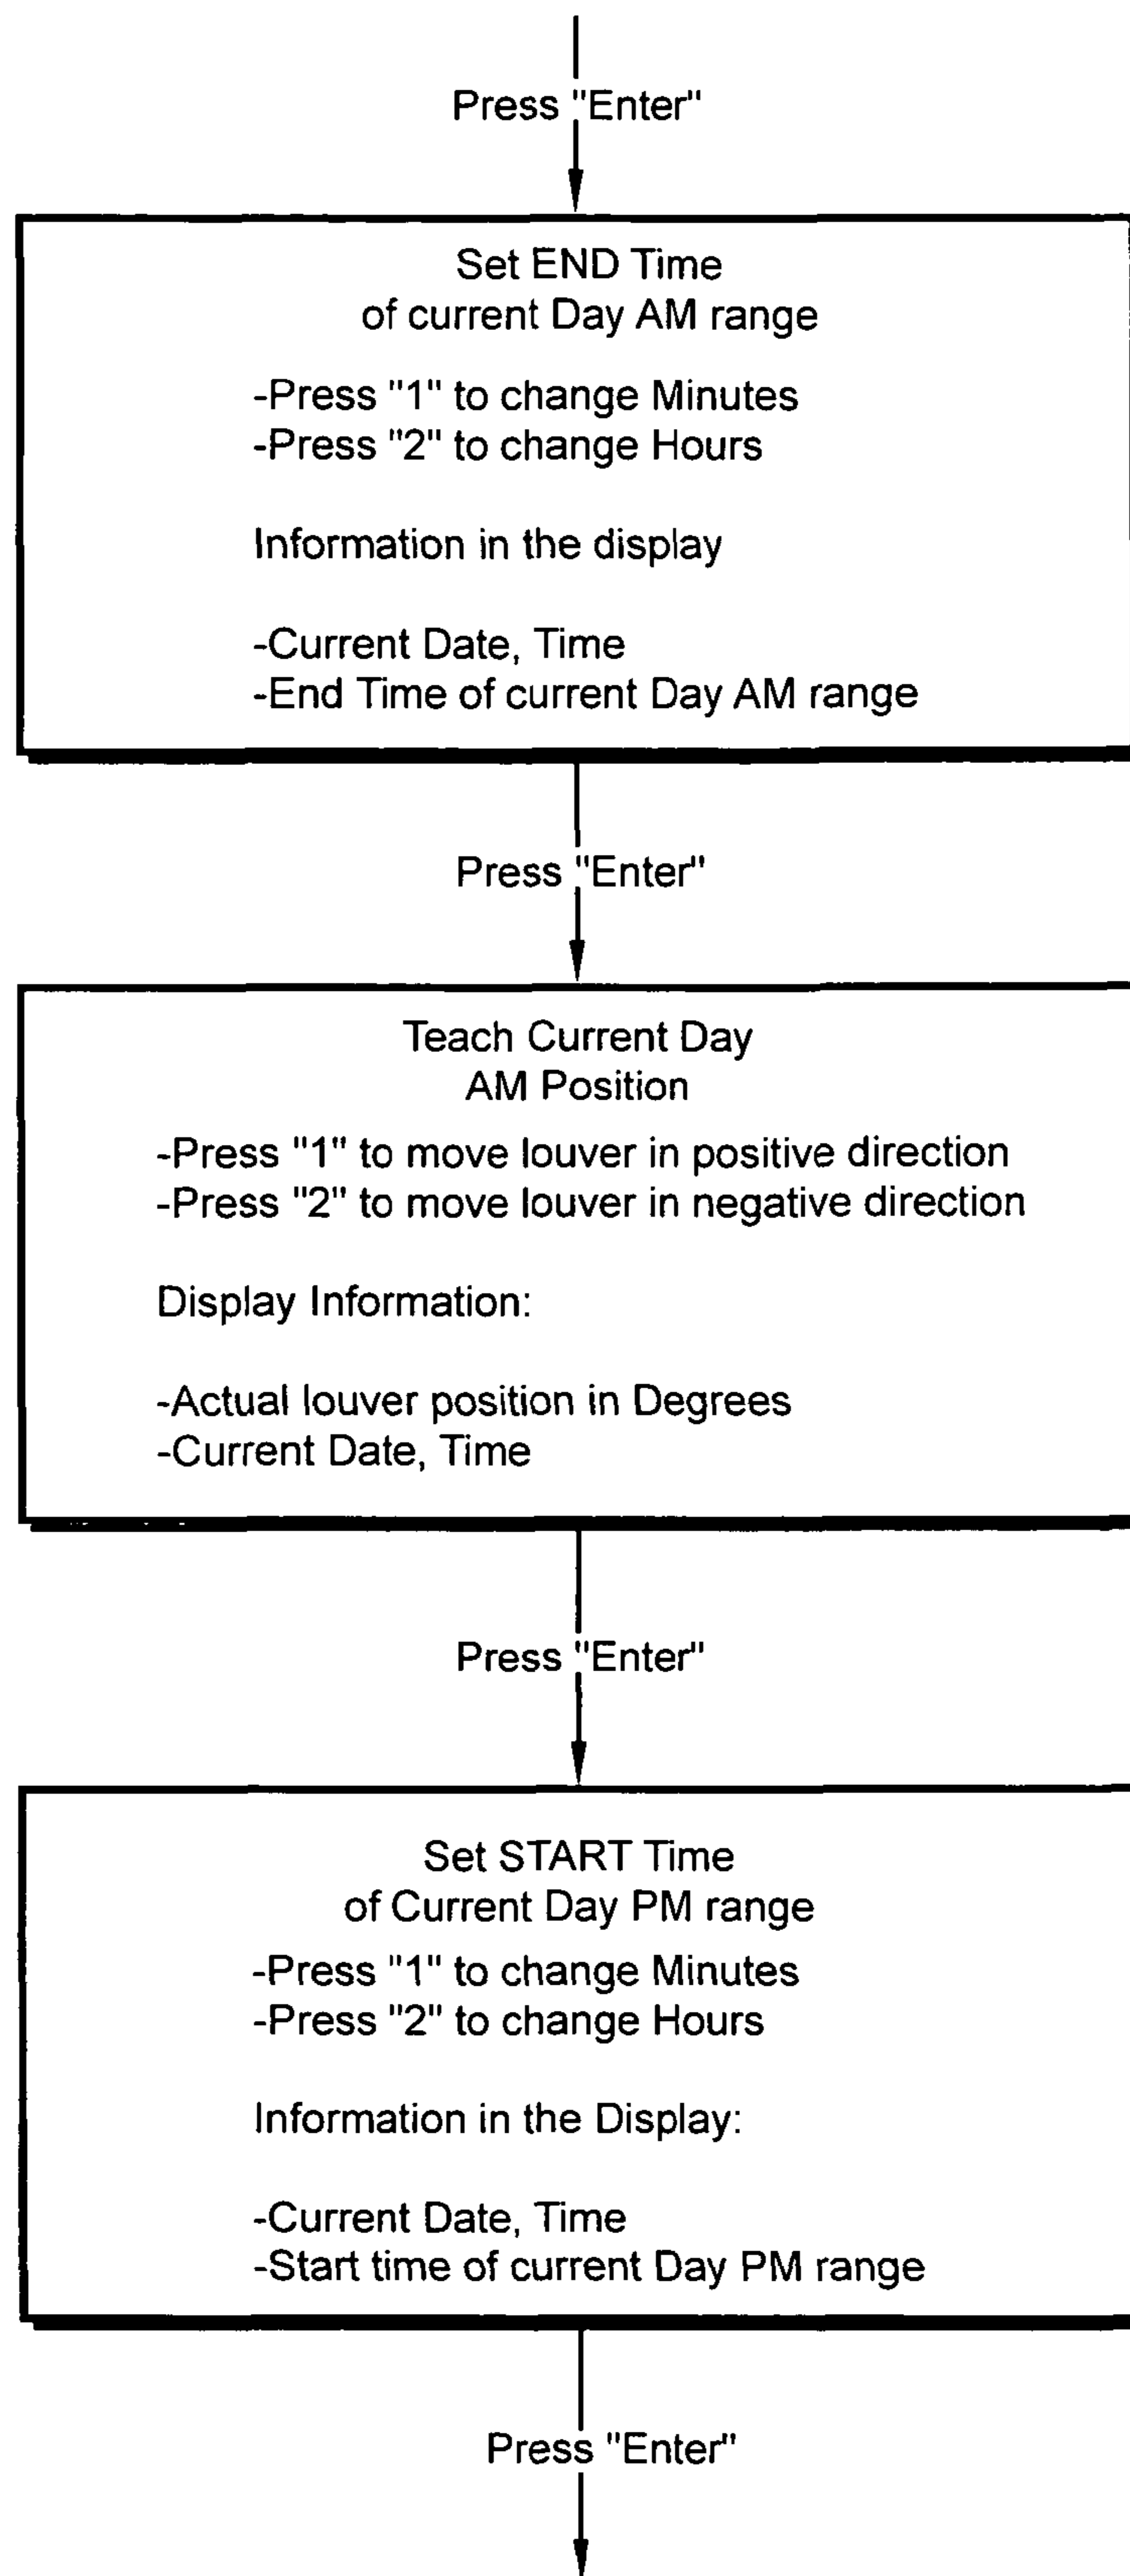 Press "Enter"
Set END Time
of current Day AM range
-Press "1" to change Minutes
-Press "2" to change Hours
Information in the display
-Current Date, Time
-End Time of current Day AM range
Press "Enter"
Teach Current Day
AM Position
-Press "1" to move louver in positive direction
-Press "2" to move louver in negative direction
Display Information:
-Actual louver position in Degrees
-Current Date, Time
Press "Enter"
Set START Time
of Current Day PM range
-Press "1" to change Minutes
-Press "2" to change Hours
Information in the Display:
-Current Date, Time
-Start time of current Day PM range
Press "Enter"